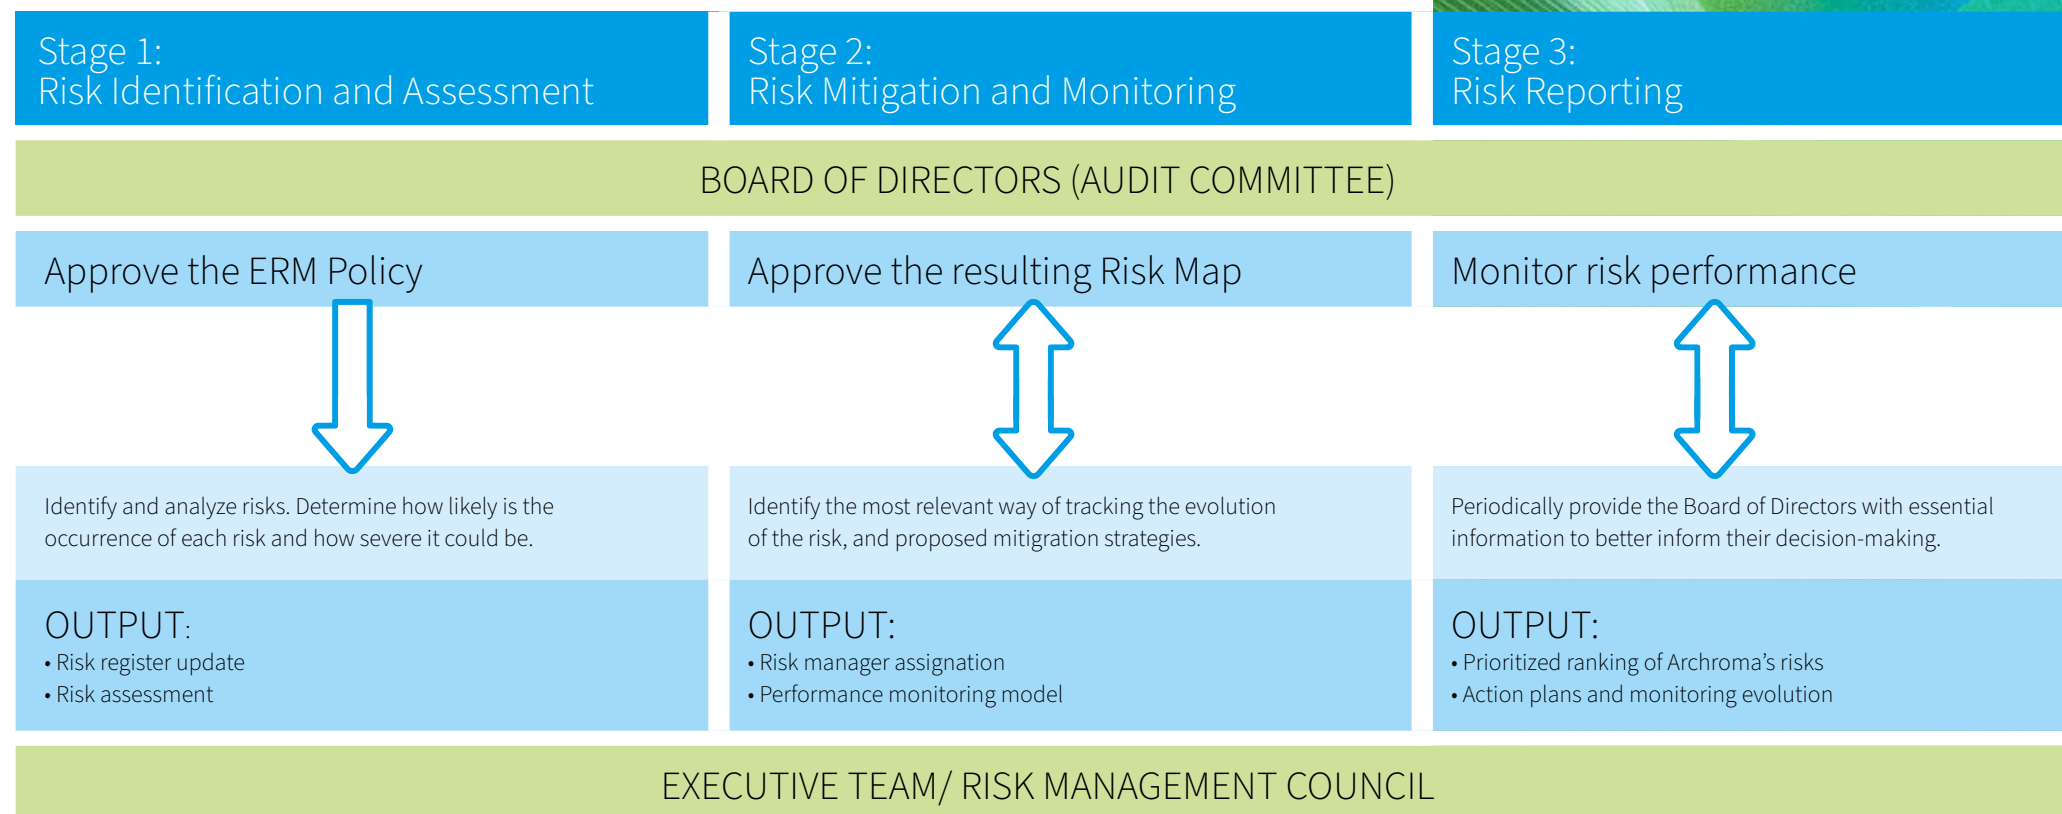 Stage 1:
Risk Identification and Assessment
Stage 2:
Risk Mitigation and Monitoring
Stage 3:
Risk Reporting
BOARD OF DIRECTORS (AUDIT COMMITTEE)
Approve the ERM Policy
Approve the resulting Risk Map
Monitor risk performance
Identify and analyze risks. Determine how likely is the
occurrence of each risk and how severe it could be.
Identify the most relevant way of tracking the evolution
of the risk, and proposed mitigration strategies.
Periodically provide the Board of Directors with essential
information to better inform their decision-making.
OUTPUT:
• Risk register update
• Risk assessment
OUTPUT:
• Risk manager assignation
• Performance monitoring model
OUTPUT:
• Prioritized ranking of Archroma’s risks
• Action plans and monitoring evolution
EXECUTIVE TEAM/ RISK MANAGEMENT COUNCIL